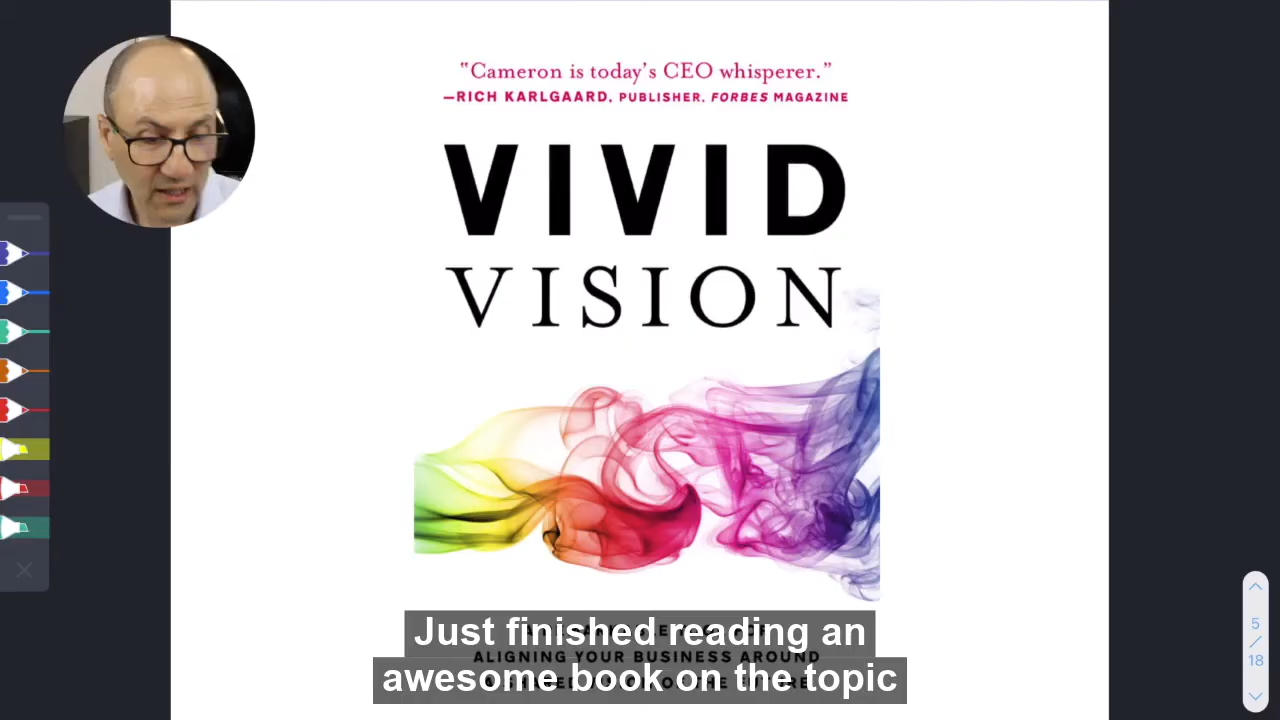 "Cameron is today's CEO whisperer."
—RICH KARLGAARD, PUBLISHER, FORBES MAGAZINE
VIVID
VISION
Just finished reading an
ALIGNING YOUR BUSINESS AROUND
awesome book on the topic
5
/
18